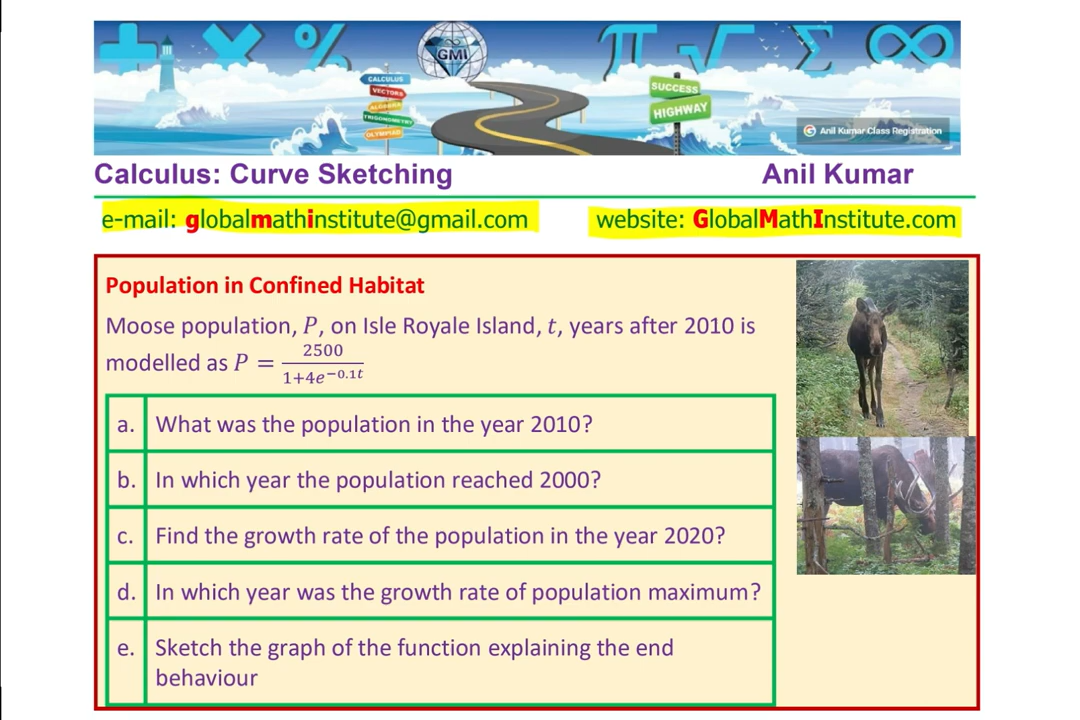 GMI
CALCULUS
VECTORS
ALGEBRA
TRIGONOMETRY
OLYMPIAD
SUCCESS
HIGHWAY
G Anil Kumar Class Registration
Calculus: Curve Sketching Anil Kumar
e-mail: globalmathinstitute@gmail.com website: GlobalMathInstitute.com
Population in Confined Habitat
Moose population, P, on Isle Royale Island, t, years after 2010 is
modelled as P = 2500/(1+4e^−0.1t)
a. What was the population in the year 2010?
b. In which year the population reached 2000?
c. Find the growth rate of the population in the year 2020?
d. In which year was the growth rate of population maximum?
e. Sketch the graph of the function explaining the end
behaviour